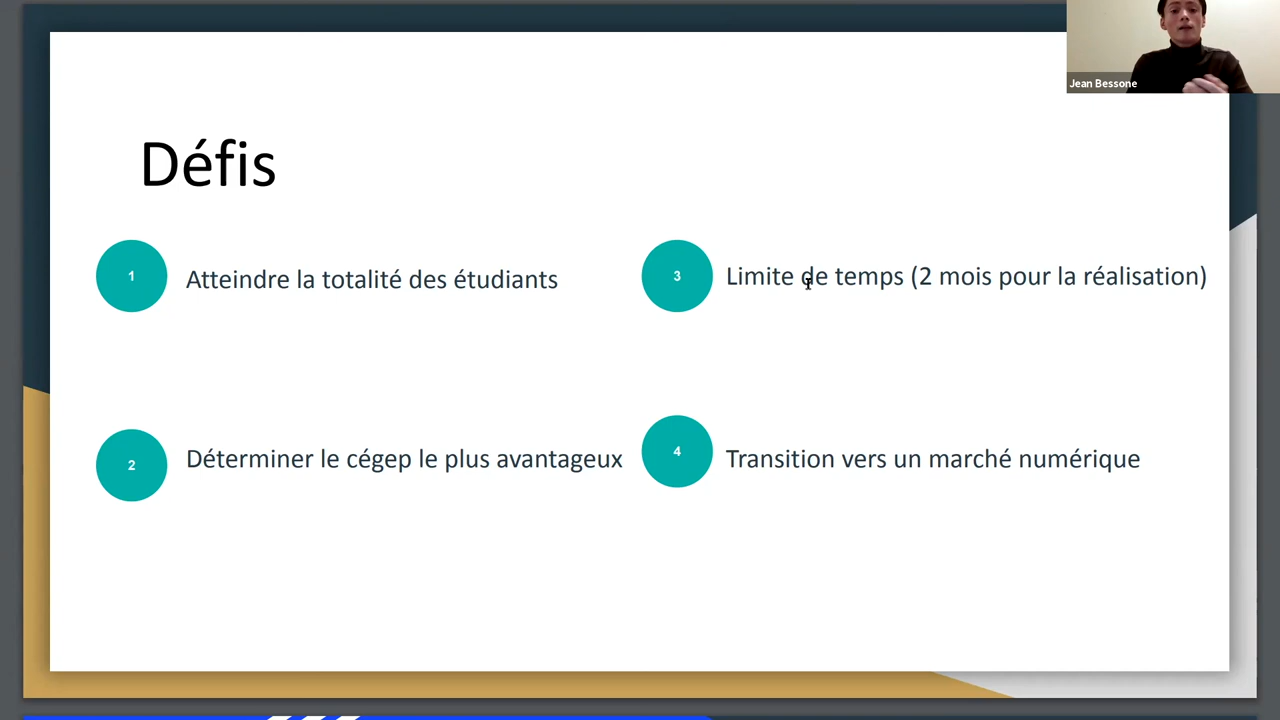 Jean Bessone
Défis
1
Atteindre la totalité des étudiants
2
Déterminer le cégep le plus avantageux
3
Limite de temps (2 mois pour la réalisation)
4
Transition vers un marché numérique